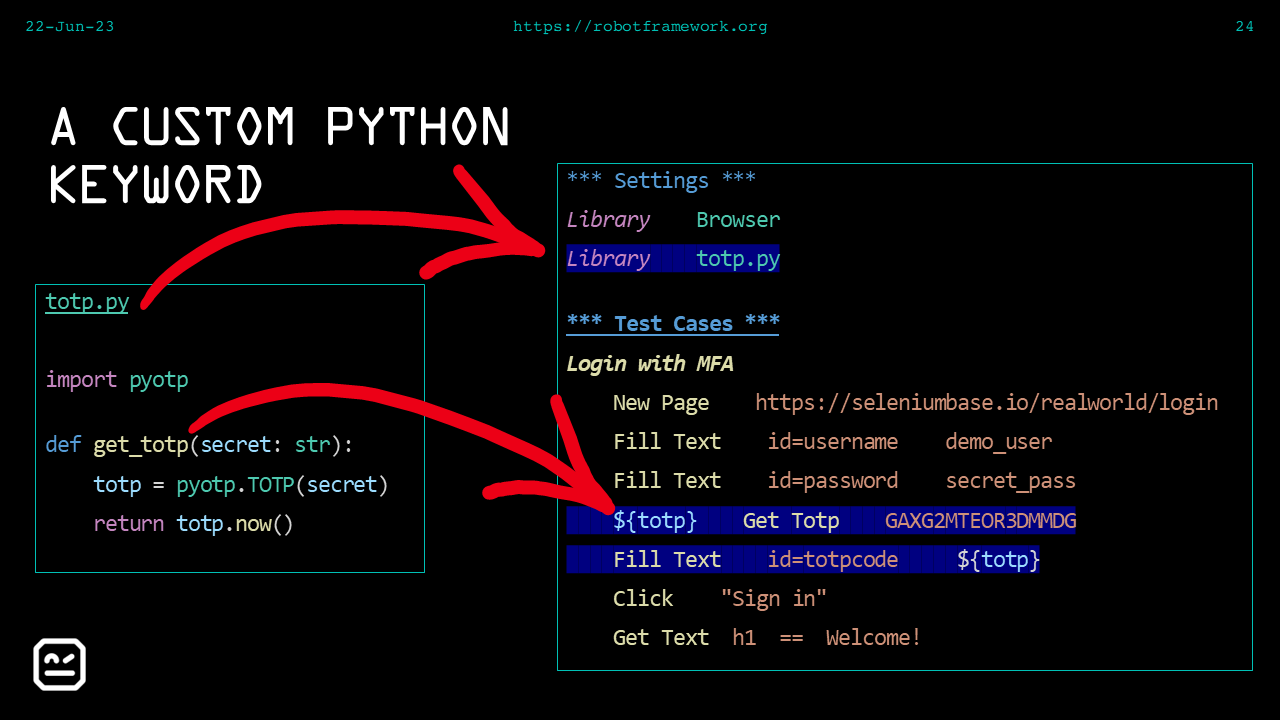 22-Jun-23
https://robotframework.org
24
A CUSTOM PYTHON
KEYWORD
totp.py
import pyotp
def get_totp(secret: str):
    totp = pyotp.TOTP(secret)
    return totp.now()
*** Settings ***
Library    Browser
Library    totp.py
*** Test Cases ***
Login with MFA
    New Page    https://seleniumbase.io/realworld/login
    Fill Text    id=username    demo_user
    Fill Text    id=password    secret_pass
    ${totp}    Get Totp    GAXG2MTEOR3DMMDG
    Fill Text    id=totpcode    ${totp}
    Click    "Sign in"
    Get Text  h1  ==  Welcome!